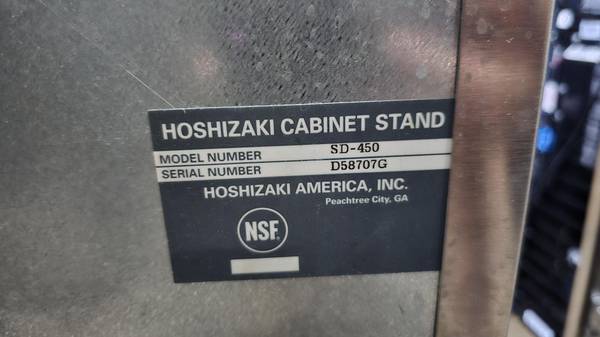 HOSHIZAKI CABINET STAND
MODEL NUMBER SD-450
SERIAL NUMBER D58707G
HOSHIZAKI AMERICA, INC.
Peachtree City, GA
NSF®